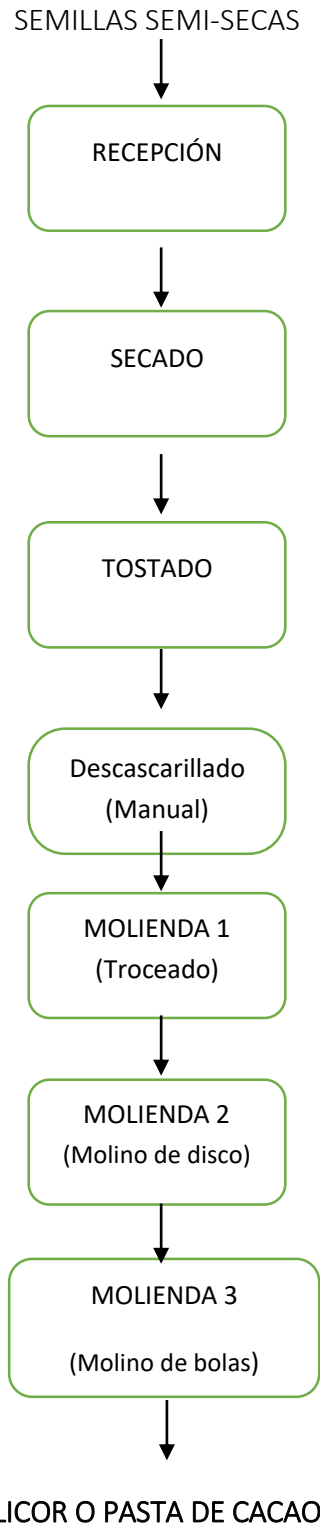 SEMILLAS SEMI-SECAS
RECEPCIÓN
SECADO
TOSTADO
Descascarillado
(Manual)
MOLIENDA 1
(Troceado)
MOLIENDA 2
(Molino de disco)
MOLIENDA 3
(Molino de bolas)
LICOR O PASTA DE CACAO